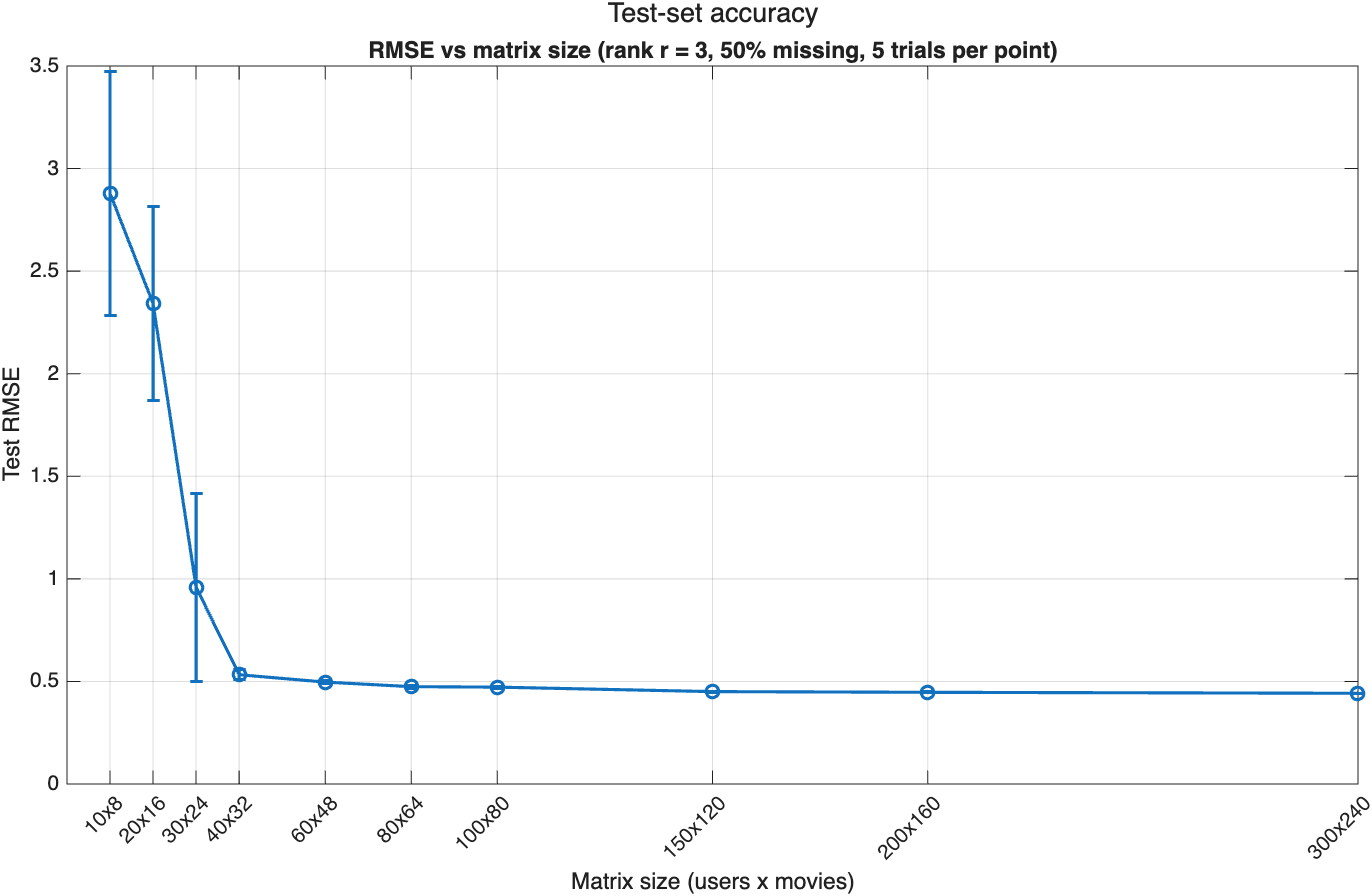 Test-set accuracy
RMSE vs matrix size (rank r = 3, 50% missing, 5 trials per point)
3.5
3
2.5
2
1.5
1
0.5
0
Test RMSE
10x8
20x16
30x24
40x32
60x48
80x64
100x80
150x120
200x160
300x240
Matrix size (users x movies)